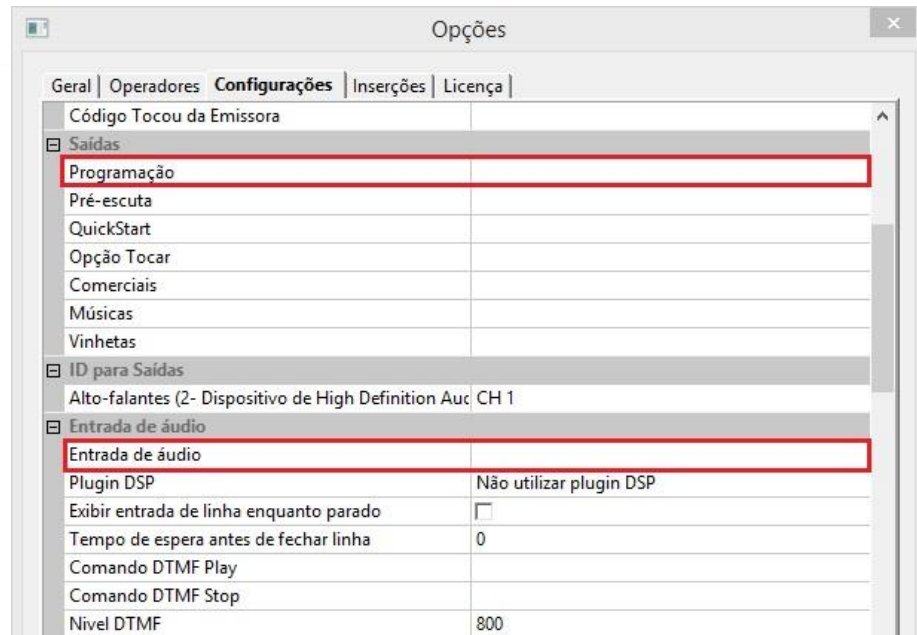 Opções
Geral Operadores Configurações Inserções Licença
Código Tocou da Emissora
Saídas
Programação
Pré-escuta
QuickStart
Opção Tocar
Comerciais
Músicas
Vinhetas
ID para Saídas
Alto-falantes (2- Dispositivo de High Definition Auc CH 1
Entrada de áudio
Entrada de áudio
Plugin DSP Não utilizar plugin DSP
Exibir entrada de linha enquanto parado
Tempo de espera antes de fechar linha 0
Comando DTMF Play
Comando DTMF Stop
Nivel DTMF 800